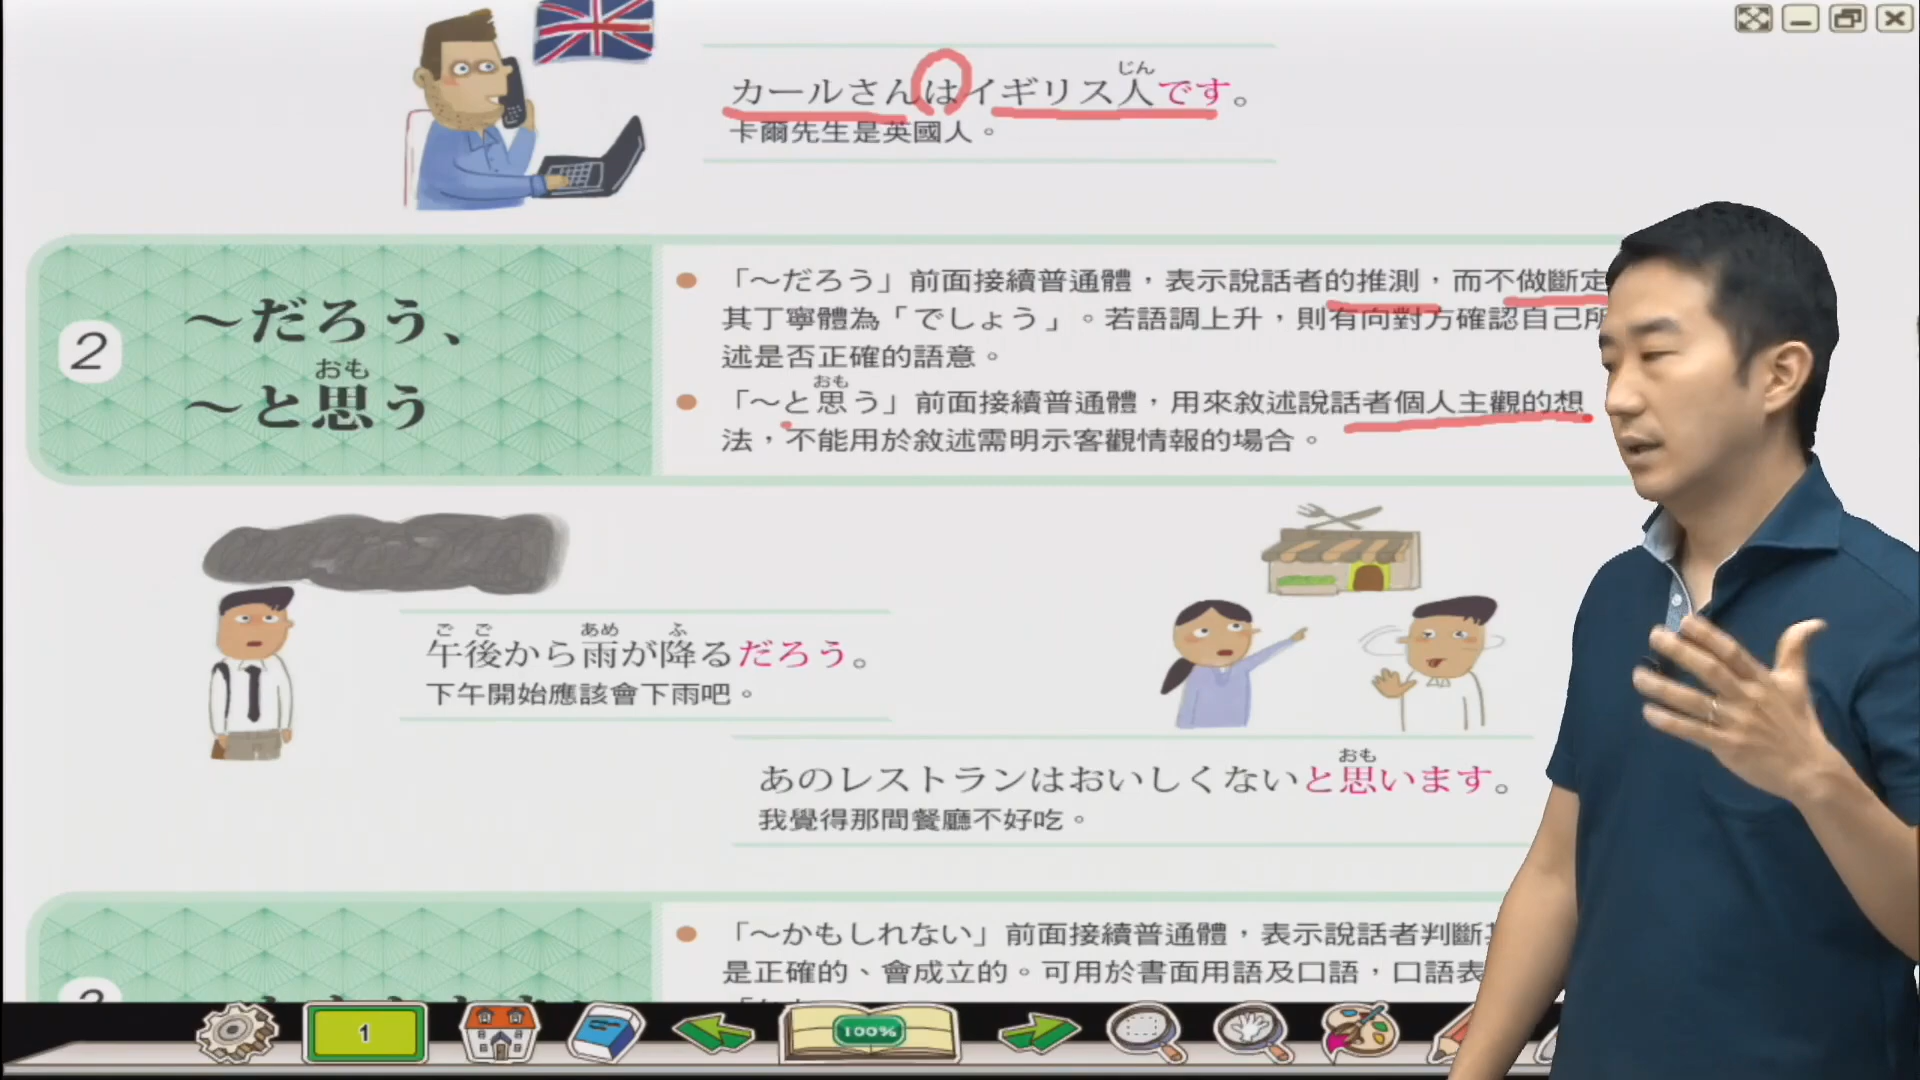 じん
カールさんはイギリス人です。
卡爾先生是英國人。
2
～だろう、
おも
～と思う
「～だろう」前面接續普通體，表示說話者的推測，而不做斷定
其丁寧體為「でしょう」。若語調上升，則有向對方確認自己所
述是否正確的語意。
おも
「～と思う」前面接續普通體，用來敘述說話者個人主觀的想
法，不能用於敘述需明示客觀情報的場合。
ごご あめ ふ
午後から雨が降るだろう。
下午開始應該會下雨吧。
おも
あのレストランはおいしくないと思います。
我覺得那間餐廳不好吃。
「～かもしれない」前面接續普通體，表示說話者判斷
是正確的、會成立的。可用於書面用語及口語，口語表
1
100%